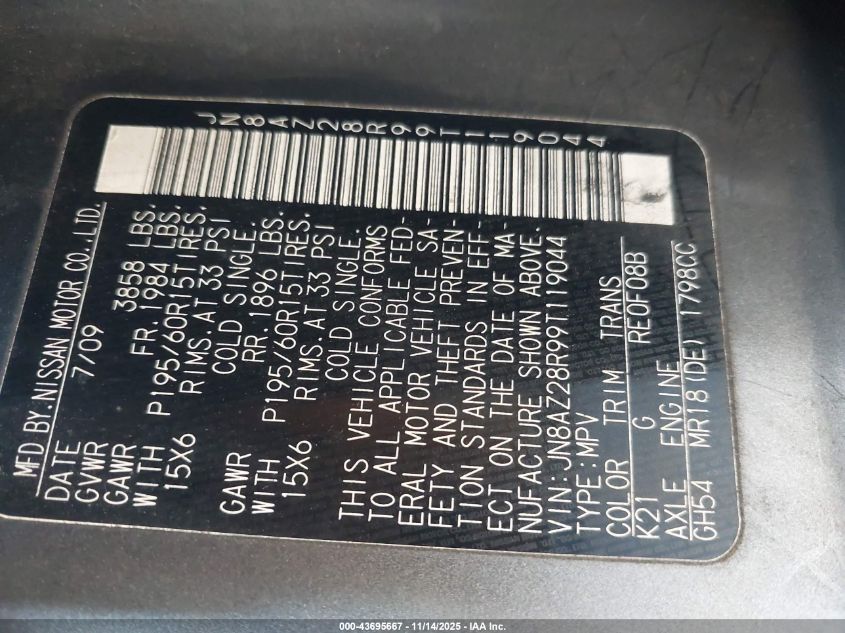 JN8AZ28R99T119044
MFD BY.NISSAN MOTOR CO.,LTD.
DATE 7/09
GVWR 3858 LBS.
GAWR FR. 1984 LBS.
WITH P195/60R15TIRES.
15X6 RIMS.AT 33 PSI
COLD SINGLE.
GAWR RR. 1896 LBS.
WITH P195/60R15TIRES.
15X6 RIMS.AT 33 PSI
COLD SINGLE.
THIS VEHICLE CONFORMS
TO ALL APPLICABLE FED-
ERAL MOTOR VEHICLE SA-
FETY AND THEFT PREVEN-
TION STANDARDS IN EFF-
ECT ON THE DATE OF MA-
NUFACTURE SHOWN ABOVE.
VIN:JN8AZ28R99T119044
TYPE:MPV
COLOR TRIM TRANS
K21 G RE0F08B
AXLE ENGINE
GH54 MR18(DE) 1798CC
000-43695667 - 11/14/2025 - IAA Inc.